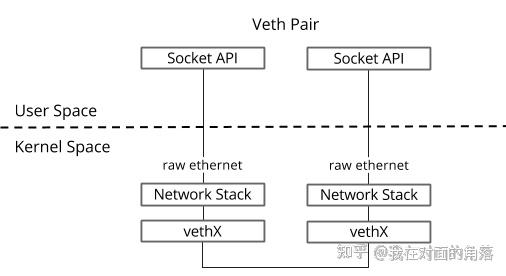 Veth Pair
Socket API
Socket API
User Space
Kernel Space
raw ethernet
raw ethernet
Network Stack
Network Stack
vethX
vethX
知乎 @我在对面的角落